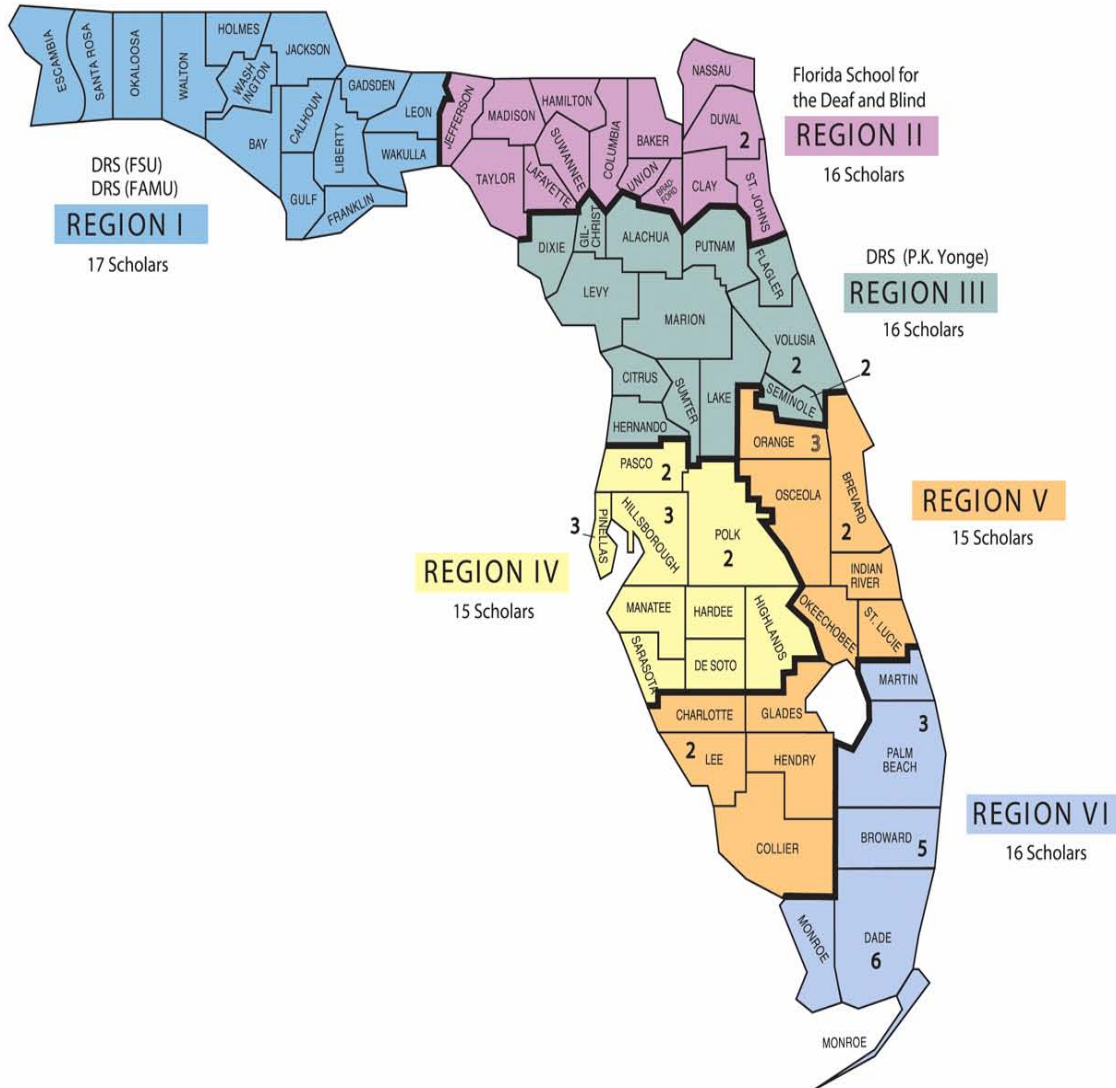 ESCAMBIA
SANTA ROSA
OKALOOSA
WALTON
HOLMES
WASH
INGTON
JACKSON
BAY
CALHOUN
GULF
LIBERTY
GADSDEN
FRANKLIN
LEON
WAKULLA
DRS (FSU)
DRS (FAMU)
REGION I
17 Scholars
JEFFERSON
MADISON
TAYLOR
HAMILTON
SUWANNEE
LAFAYETTE
COLUMBIA
BAKER
UNION
BRAD-
FORD
NASSAU
DUVAL
2
CLAY
ST. JOHNS
Florida School for
the Deaf and Blind
REGION II
16 Scholars
DIXIE
GIL-
CHRIST
ALACHUA
PUTNAM
FLAGLER
LEVY
MARION
VOLUSIA
2
CITRUS
SUMTER
LAKE
SEMINOLE
2
HERNANDO
DRS (P.K. Yonge)
REGION III
16 Scholars
PASCO
2
PINELLAS
3
HILLSBOROUGH
3
POLK
2
MANATEE
HARDEE
HIGHLANDS
SARASOTA
DE SOTO
REGION IV
15 Scholars
ORANGE
3
OSCEOLA
BREVARD
2
INDIAN
RIVER
OKEECHOBEE
ST. LUCIE
CHARLOTTE
GLADES
2
LEE
HENDRY
COLLIER
REGION V
15 Scholars
MARTIN
3
PALM
BEACH
BROWARD
5
MONROE
DADE
6
MONROE
REGION VI
16 Scholars